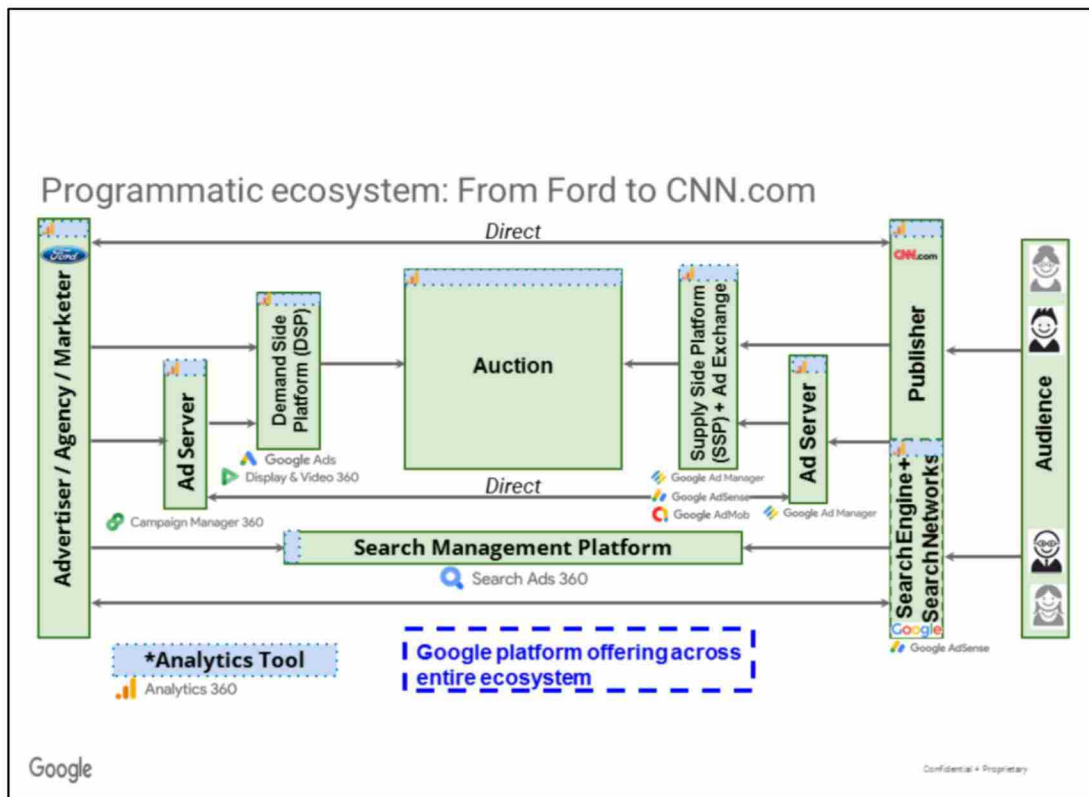 Programmatic ecosystem: From Ford to CNN.com
Direct
Ford
Advertiser / Agency / Marketer
Ad Server
Campaign Manager 360
Demand Side
Platform (DSP)
Google Ads
Display & Video 360
Auction
Supply Side Platform
(SSP) + Ad Exchange
Google Ad Manager
Google AdSense
Google AdMob
Ad Server
Google Ad Manager
Direct
CNN.com
Publisher
Search Engine +
Search Networks
Google
Google AdSense
Audience
Search Management Platform
Search Ads 360
*Analytics Tool
Analytics 360
Google platform offering across
entire ecosystem
Google
Confidential + Proprietary